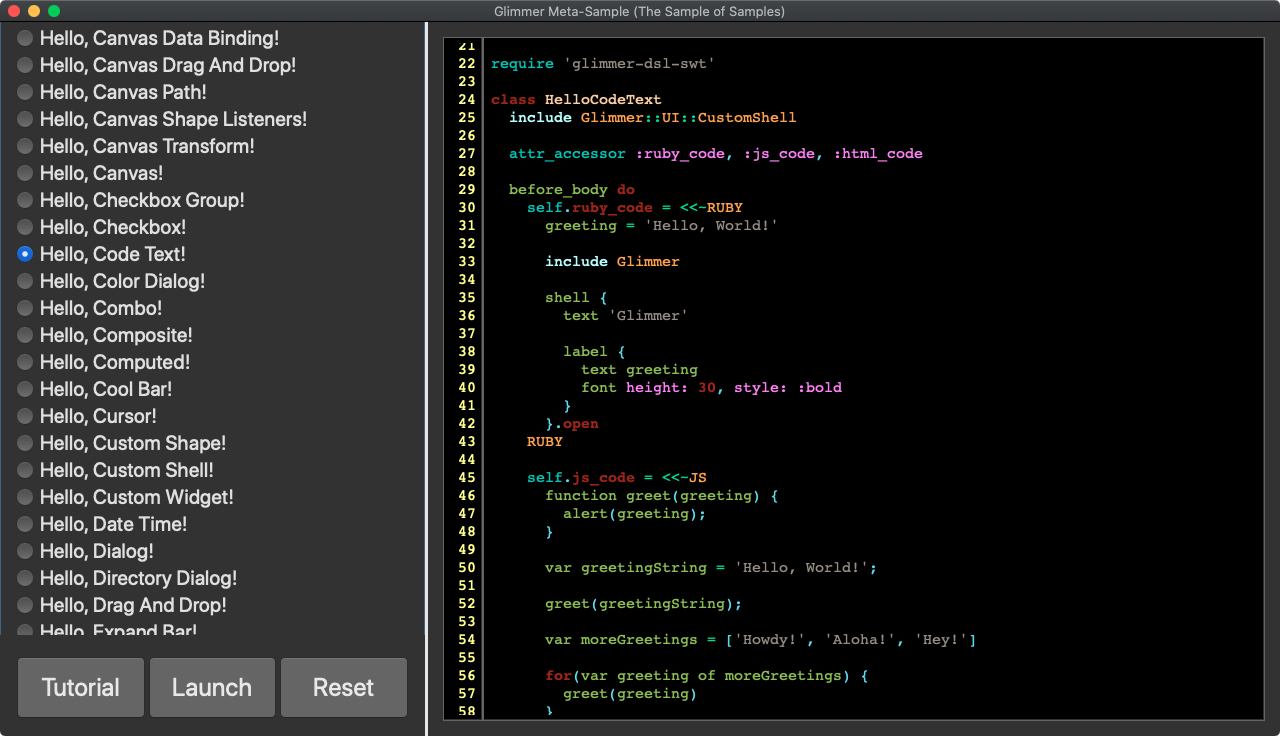 Glimmer Meta-Sample (The Sample of Samples)
Hello, Canvas Data Binding!
Hello, Canvas Drag And Drop!
Hello, Canvas Path!
Hello, Canvas Shape Listeners!
Hello, Canvas Transform!
Hello, Canvas!
Hello, Checkbox Group!
Hello, Checkbox!
Hello, Code Text!
Hello, Color Dialog!
Hello, Combo!
Hello, Composite!
Hello, Computed!
Hello, Cool Bar!
Hello, Cursor!
Hello, Custom Shape!
Hello, Custom Shell!
Hello, Custom Widget!
Hello, Date Time!
Hello, Dialog!
Hello, Directory Dialog!
Hello, Drag And Drop!
Hello, Expand Bar!
Tutorial
Launch
Reset
21
22 require 'glimmer-dsl-swt'
23
24 class HelloCodeText
25   include Glimmer::UI::CustomShell
26
27   attr_accessor :ruby_code, :js_code, :html_code
28
29   before_body do
30     self.ruby_code = <<~RUBY
31       greeting = 'Hello, World!'
32
33       include Glimmer
34
35       shell {
36         text 'Glimmer'
37
38         label {
39           text greeting
40           font height: 30, style: :bold
41         }
42       }.open
43     RUBY
44
45     self.js_code = <<~JS
46       function greet(greeting) {
47         alert(greeting);
48       }
49
50       var greetingString = 'Hello, World!';
51
52       greet(greetingString);
53
54       var moreGreetings = ['Howdy!', 'Aloha!', 'Hey!']
55
56       for(var greeting of moreGreetings) {
57         greet(greeting)
58       }